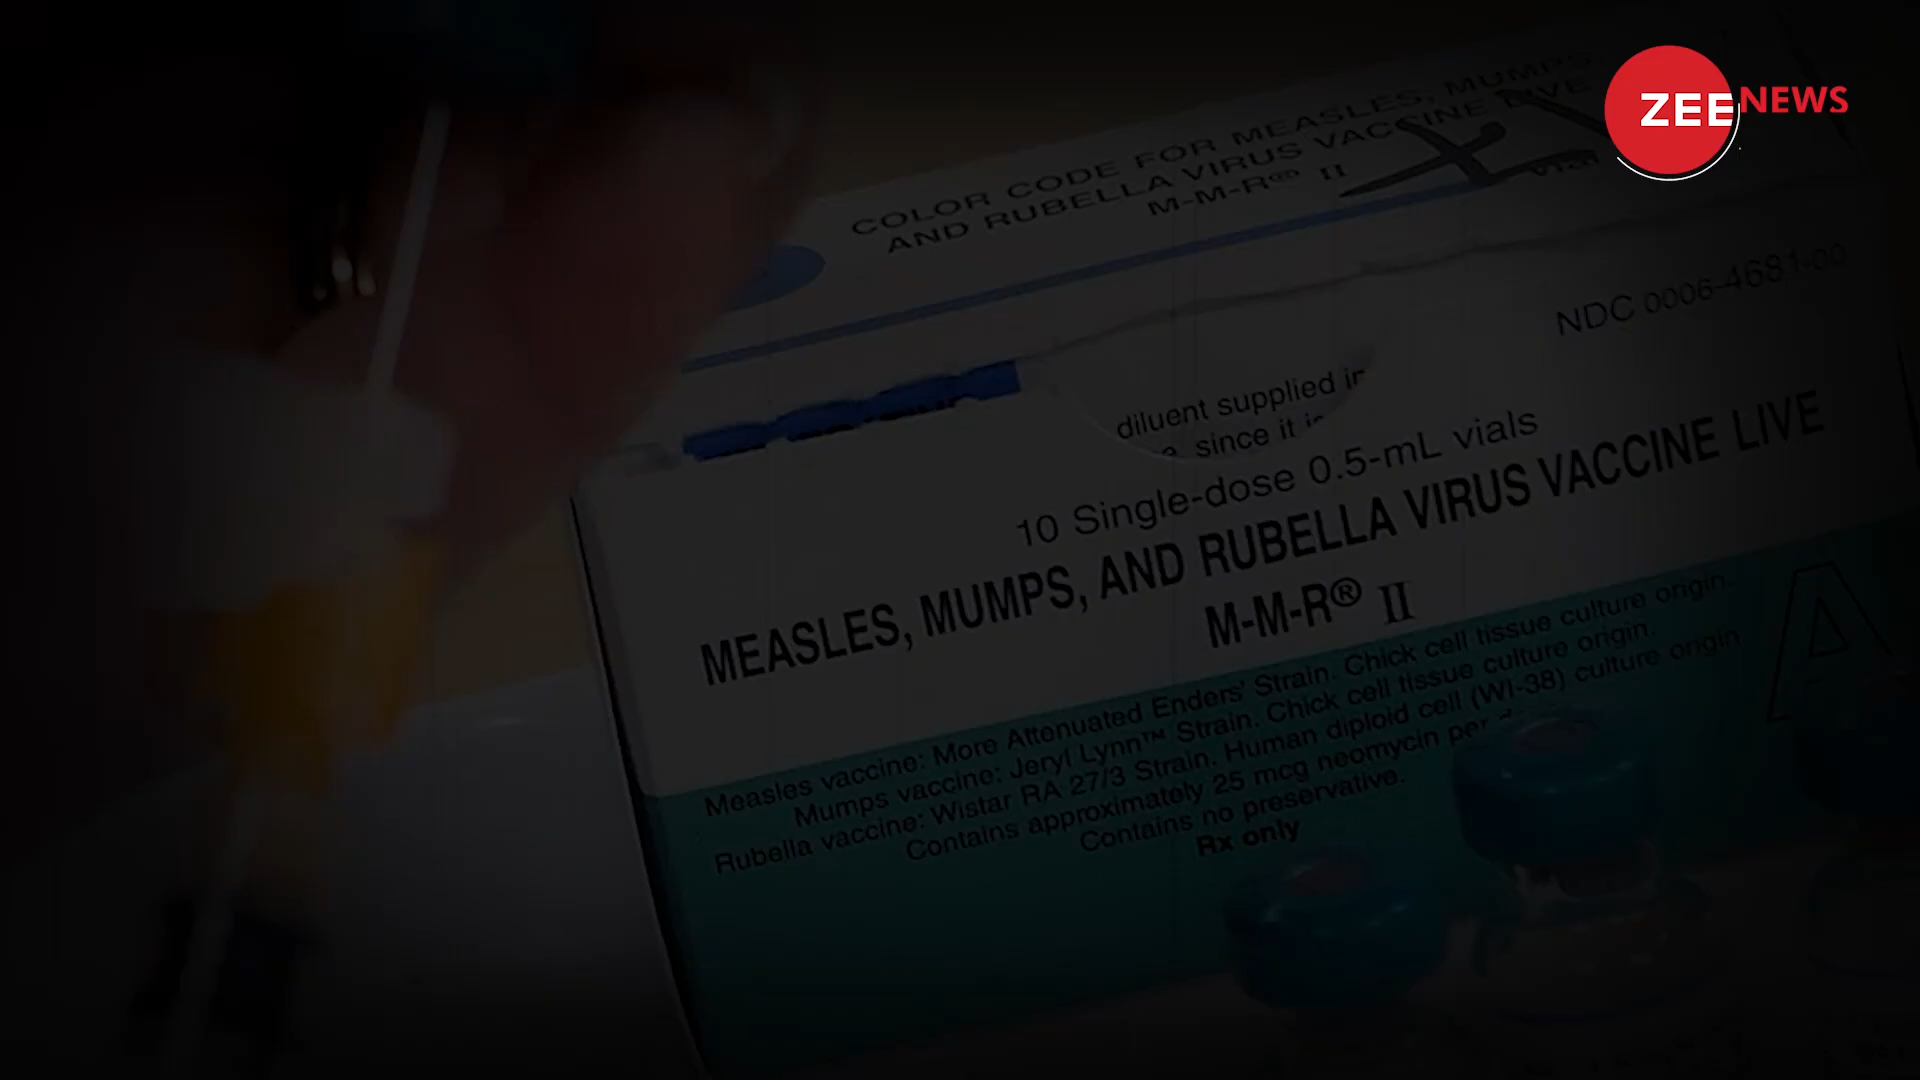 ZEE NEWS
COLOR CODE FOR MEASLES, MUMPS
AND RUBELLA VIRUS VACCINE LIVE
M-M-R® II
NDC 0006-4681-00
diluent supplied in
since it is
10 Single-dose 0.5-mL vials
MEASLES, MUMPS, AND RUBELLA VIRUS VACCINE LIVE
M-M-R® II
Measles vaccine: More Attenuated Enders' Strain. Chick cell tissue culture origin.
Mumps vaccine: Jeryl Lynn™ Strain. Chick cell tissue culture origin.
Rubella vaccine: Wistar RA 27/3 Strain. Human diploid cell (WI-38) culture origin
Contains approximately 25 mcg neomycin per
Contains no preservative.
Rx only
A